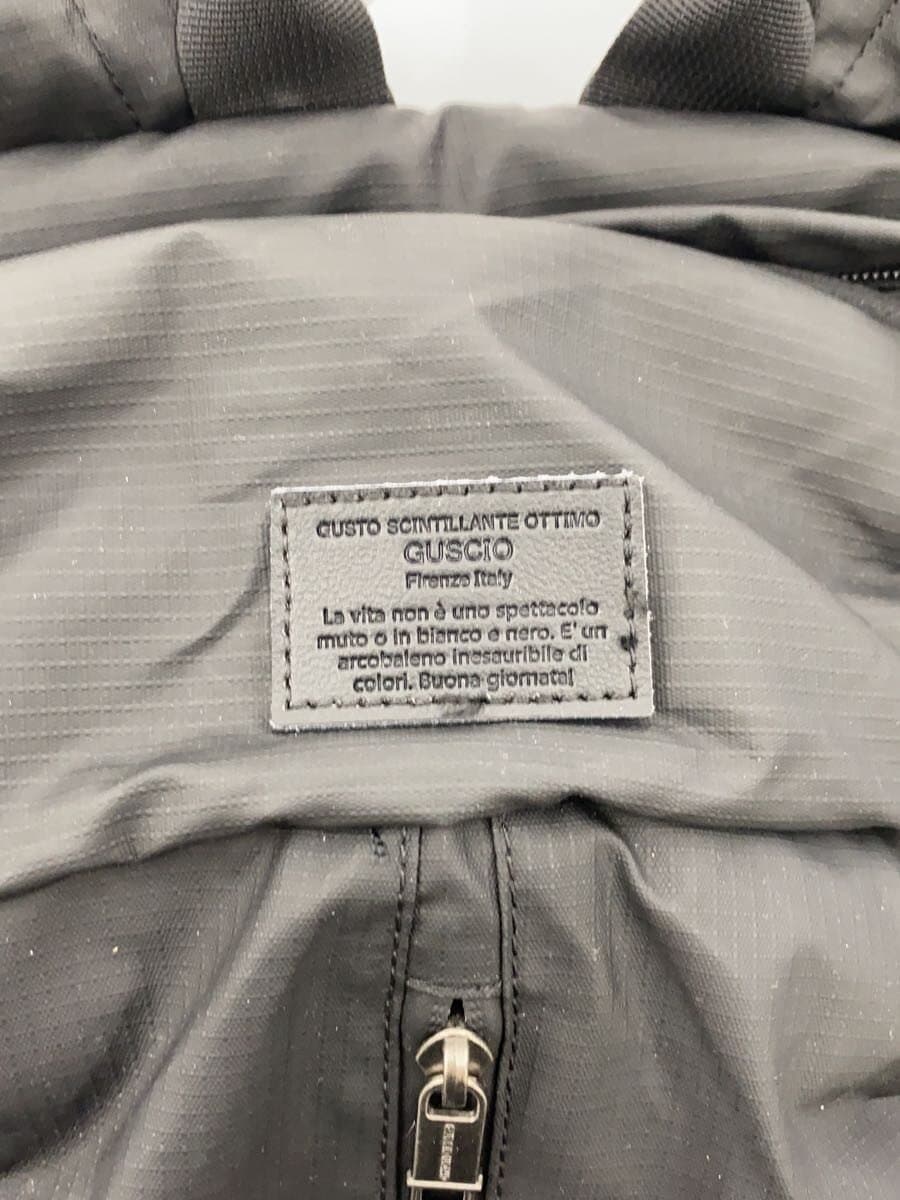 GUSTO SCINTILLANTE OTTIMO
GUSCIO
Firenze Italy
La vita non è uno spettacolo
muto o in bianco e nero. E' un
arcobaleno inesauribile di
colori. Buona giornata!